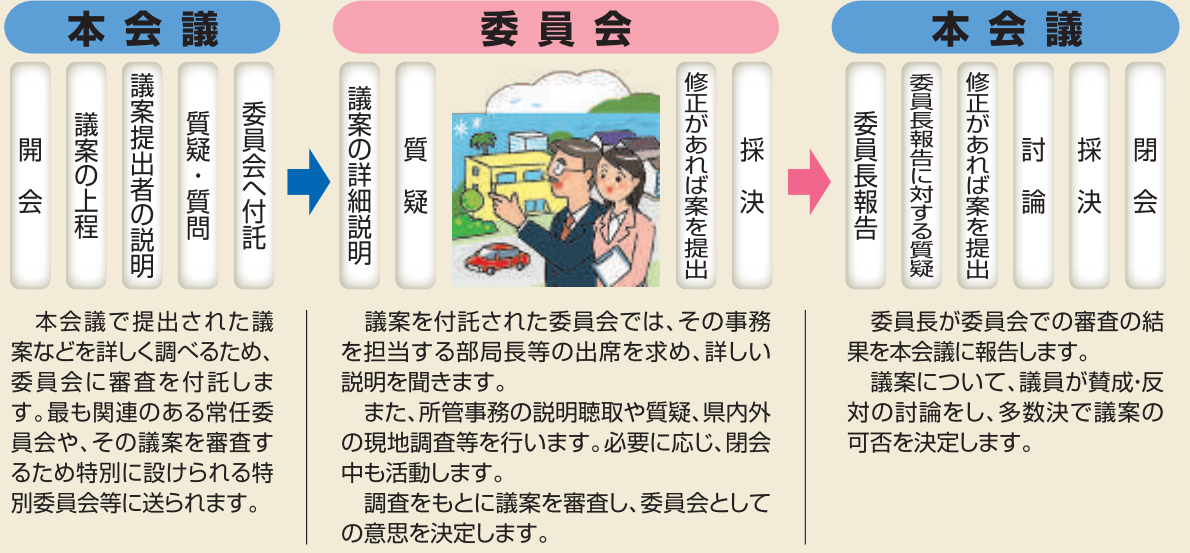 本会議
開会
議案の上程
議案提出者の説明
質疑・質問
委員会へ付託
本会議で提出された議
案などを詳しく調べるため、
委員会に審査を付託しま
す。最も関連のある常任委
員会や、その議案を審査す
るため特別に設けられる特
別委員会等に送られます。
委員会
議案の詳細説明
質疑
修正があれば案を提出
採決
議案を付託された委員会では、その事務
を担当する部局長等の出席を求め、詳しい
説明を聞きます。
また、所管事務の説明聴取や質疑、県内外
の現地調査等を行います。必要に応じ、閉会
中も活動します。
調査をもとに議案を審査し、委員会として
の意思を決定します。
本会議
委員長報告
委員長報告に対する質疑
修正があれば案を提出
討論
採決
閉会
委員長が委員会での審査の結
果を本会議に報告します。
議案について、議員が賛成・反
対の討論をし、多数決で議案の
可否を決定します。